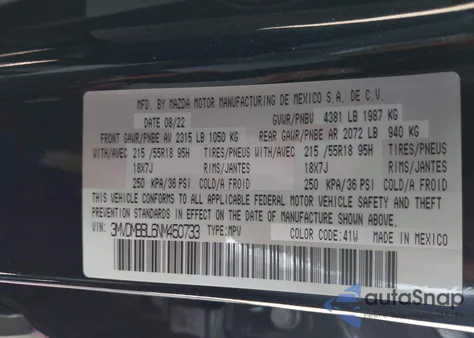 MFD. BY MAZDA MOTOR MANUFACTURING DE MEXICO S.A. DE C.V.
DATE 08/22 GVWR/PNBV 4381 LB 1987 KG
FRONT GAWR/PNBE AV 2315 LB 1050 KG REAR GAWR/PNBE AR 2072 LB 940 KG
WITH/AVEC 215 /55R18 95H TIRES/PNEUS WITH/AVEC 215 /55R18 95H TIRES/PNEUS
18X7J RIMS/JANTES 18X7J RIMS/JANTES
250 KPA/36 PSI COLD/A FROID 250 KPA/36 PSI COLD/A FROID
THIS VEHICLE CONFORMS TO ALL APPLICABLE FEDERAL MOTOR VEHICLE SAFETY AND THEFT
PREVENTION STANDARDS IN EFFECT ON THE DATE OF MANUFACTURE SHOWN ABOVE.
VIN: 3MVDMBBL6NM450733 TYPE:MPV COLOR CODE:41W MADE IN MEXICO
autoSnap